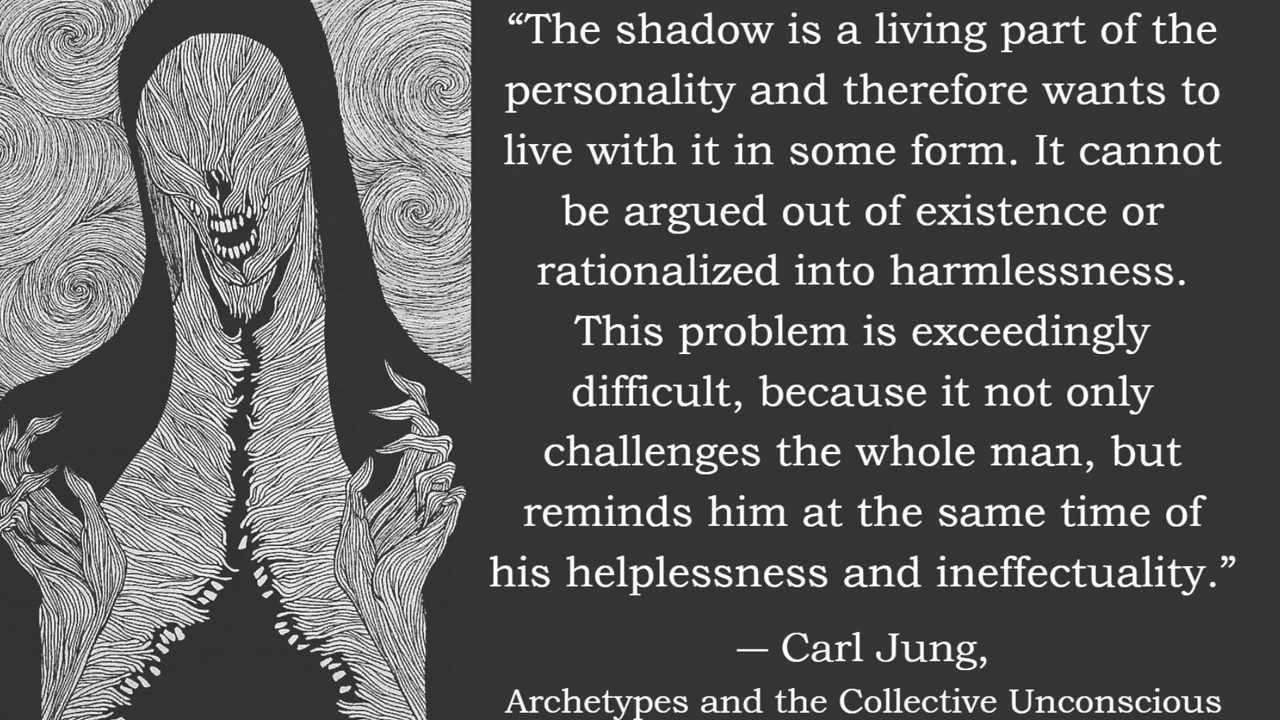 “The shadow is a living part of the
personality and therefore wants to
live with it in some form. It cannot
be argued out of existence or
rationalized into harmlessness.
This problem is exceedingly
difficult, because it not only
challenges the whole man, but
reminds him at the same time of
his helplessness and ineffectuality.”
— Carl Jung,
Archetypes and the Collective Unconscious